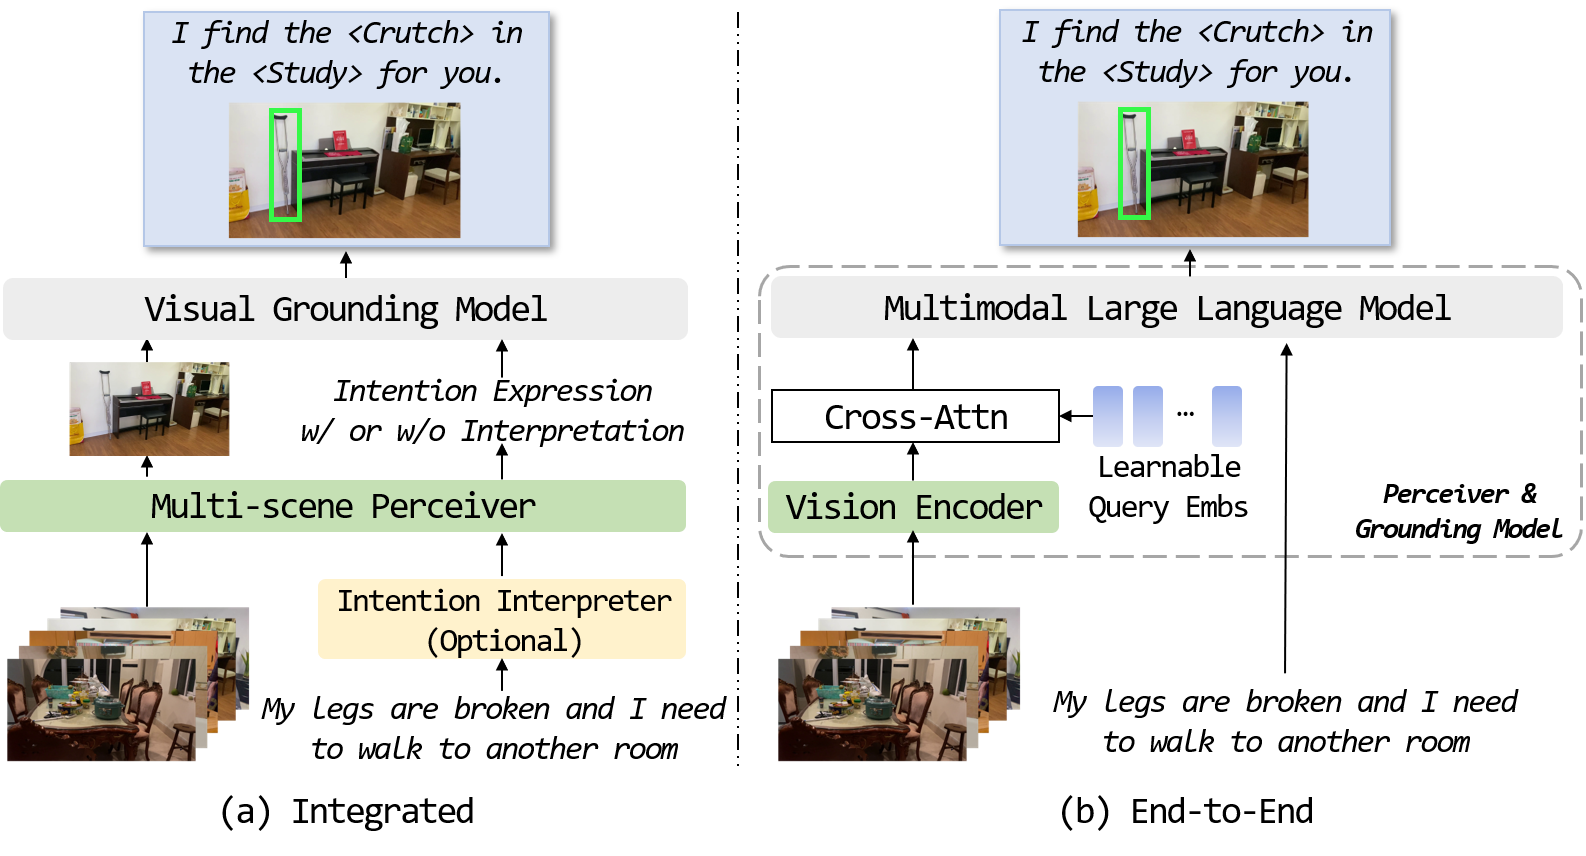 I find the <Crutch> in
the <Study> for you.
Visual Grounding Model
Intention Expression
w/ or w/o Interpretation
Multi-scene Perceiver
Intention Interpreter
(Optional)
My legs are broken and I need
to walk to another room
(a) Integrated
I find the <Crutch> in
the <Study> for you.
Multimodal Large Language Model
Cross-Attn
...
Learnable
Query Embs
Vision Encoder
Perceiver &
Grounding Model
My legs are broken and I need
to walk to another room
(b) End-to-End